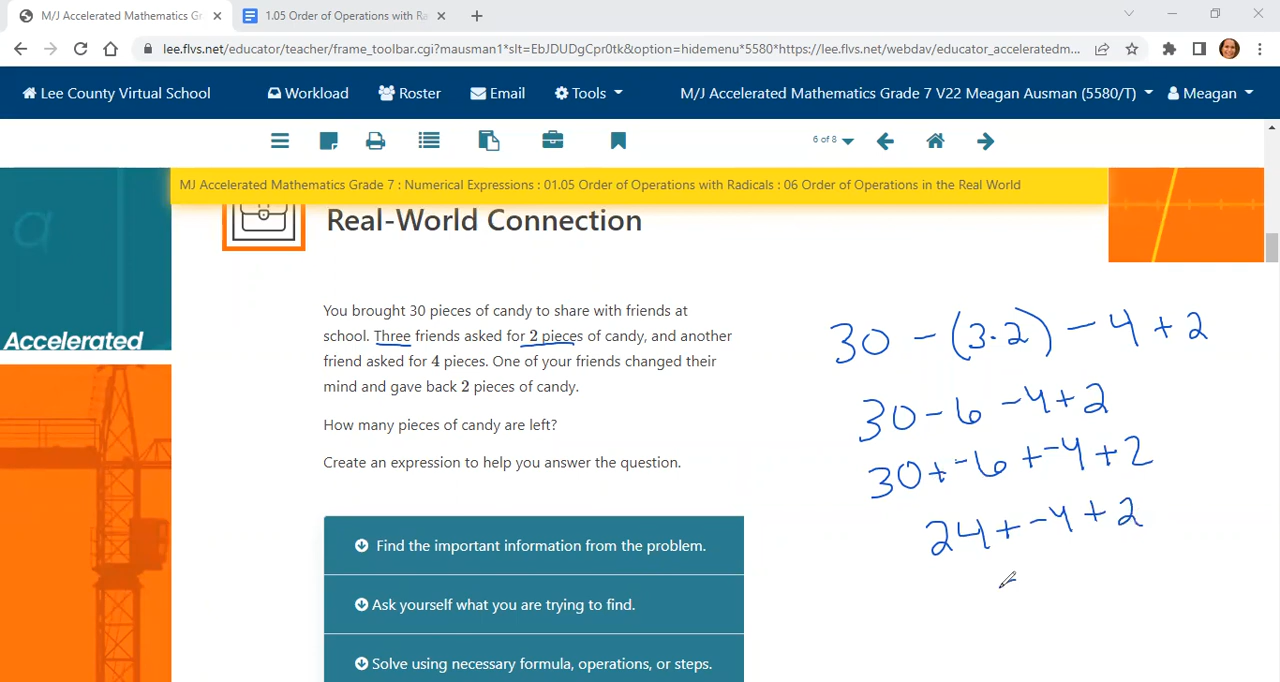 M/J Accelerated Mathematics Gr
1.05 Order of Operations with Ra
lee.flvs.net/educator/teacher/frame_toolbar.cgi?mausman1*slt=EbJDUDgCpr0tk&option=hidemenu*5580*https://lee.flvs.net/webdav/educator_acceleratedm...
Lee County Virtual School Workload Roster Email Tools M/J Accelerated Mathematics Grade 7 V22 Meagan Ausman (5580/T) Meagan
6 of 8
MJ Accelerated Mathematics Grade 7 : Numerical Expressions : 01.05 Order of Operations with Radicals : 06 Order of Operations in the Real World
Real-World Connection
Accelerated
You brought 30 pieces of candy to share with friends at
school. Three friends asked for 2 pieces of candy, and another
friend asked for 4 pieces. One of your friends changed their
mind and gave back 2 pieces of candy.
How many pieces of candy are left?
Create an expression to help you answer the question.
Find the important information from the problem.
Ask yourself what you are trying to find.
Solve using necessary formula, operations, or steps.
30 - (3·2) - 4 + 2
30 - 6 - 4 + 2
30 + -6 + -4 + 2
24 + -4 + 2